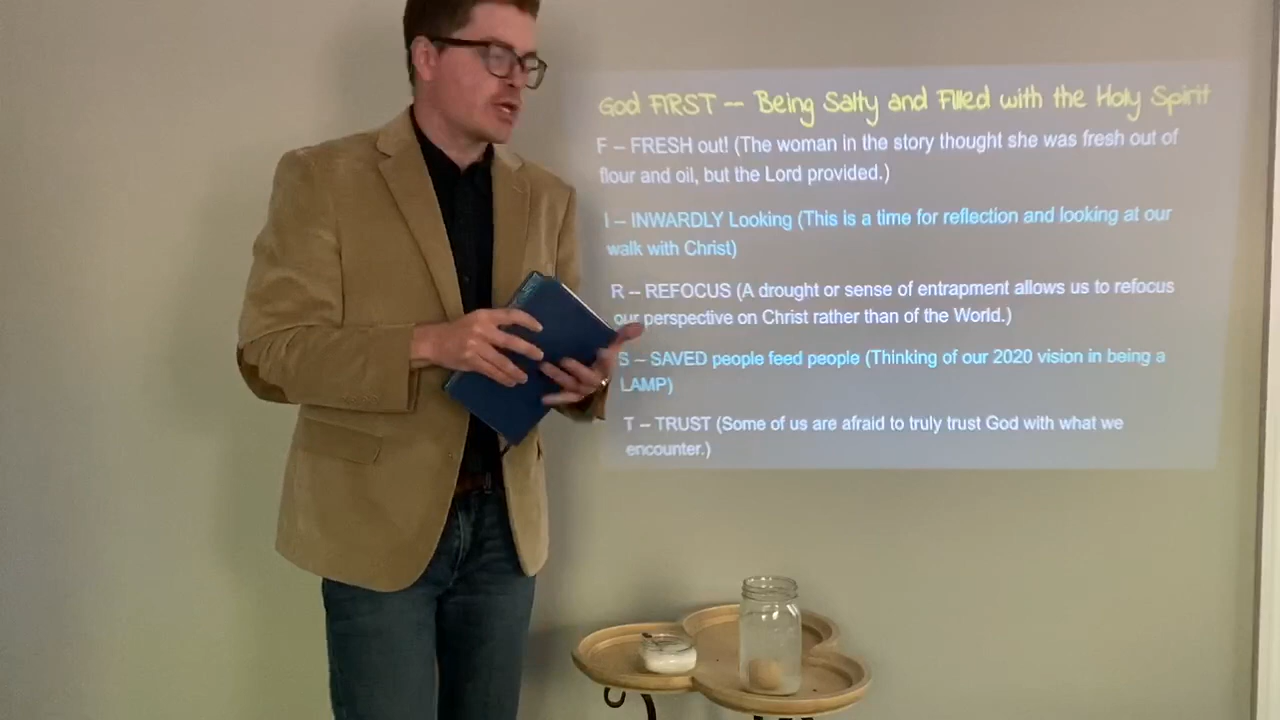 God FIRST -- Being Salty and Filled with the Holy Spirit
F – FRESH out! (The woman in the story thought she was fresh out of
flour and oil, but the Lord provided.)
I – INWARDLY Looking (This is a time for reflection and looking at our
walk with Christ)
R – REFOCUS (A drought or sense of entrapment allows us to refocus
our perspective on Christ rather than of the World.)
S – SAVED people feed people (Thinking of our 2020 vision in being a
LAMP)
T – TRUST (Some of us are afraid to truly trust God with what we
encounter.)